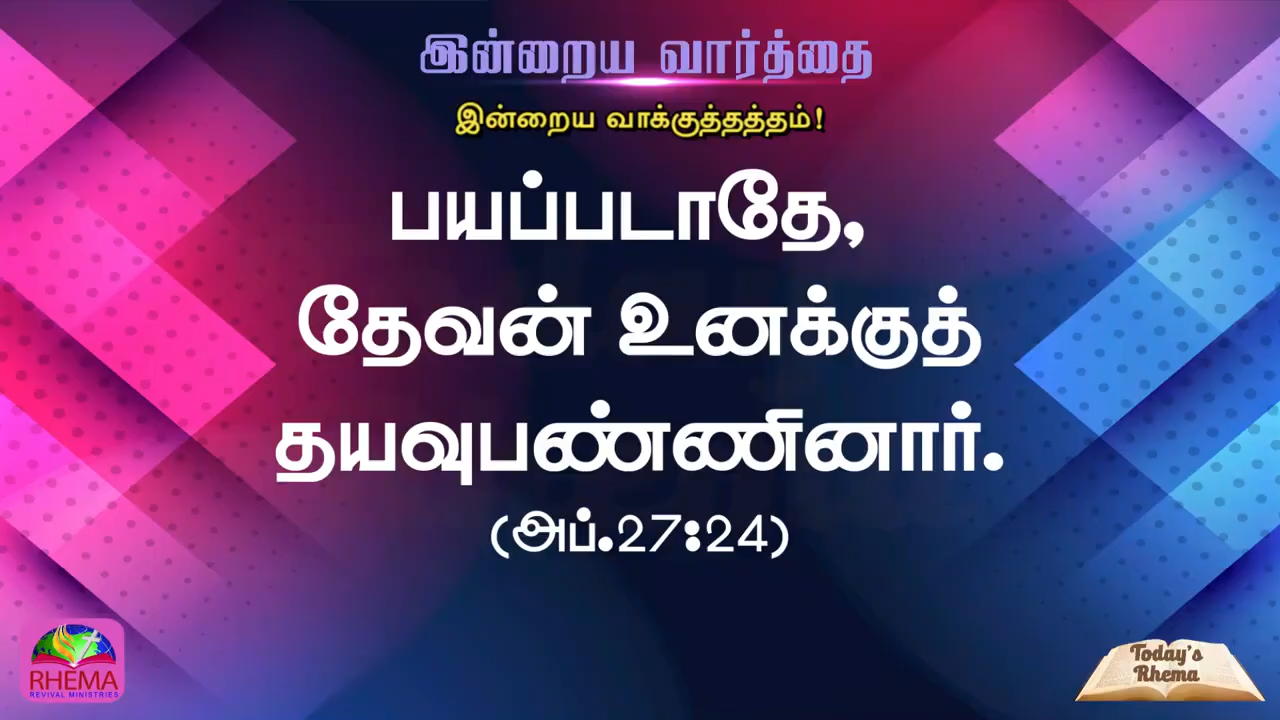 இன்றைய வார்த்தை
இன்றைய வாக்குத்தத்தம்!
பயப்படாதே,
தேவன் உனக்குத்
தயவுபண்ணினார்.
(அப்.27:24)
RHEMA
REVIVAL MINISTRIES
Today's
Rhema